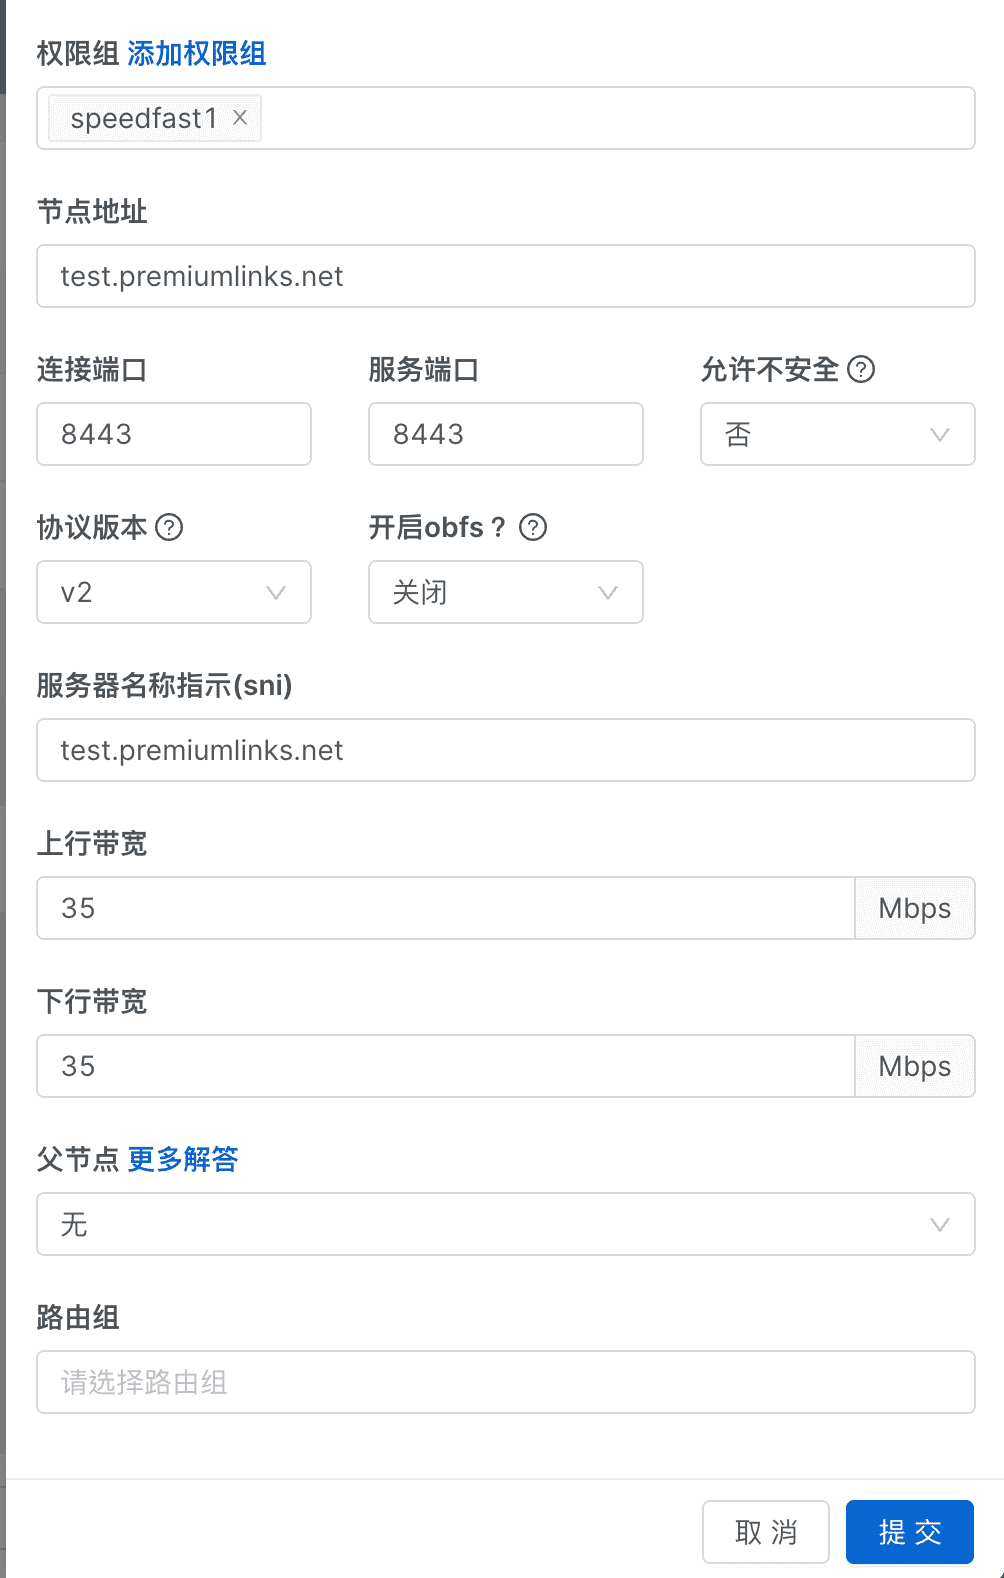 权限组 添加权限组
speedfast1
节点地址
test.premiumlinks.net
连接端口 服务端口 允许不安全 ?
8443 8443 否
协议版本 ? 开启obfs？ ?
v2 关闭
服务器名称指示(sni)
test.premiumlinks.net
上行带宽
35 Mbps
下行带宽
35 Mbps
父节点 更多解答
无
路由组
请选择路由组
取 消 提 交